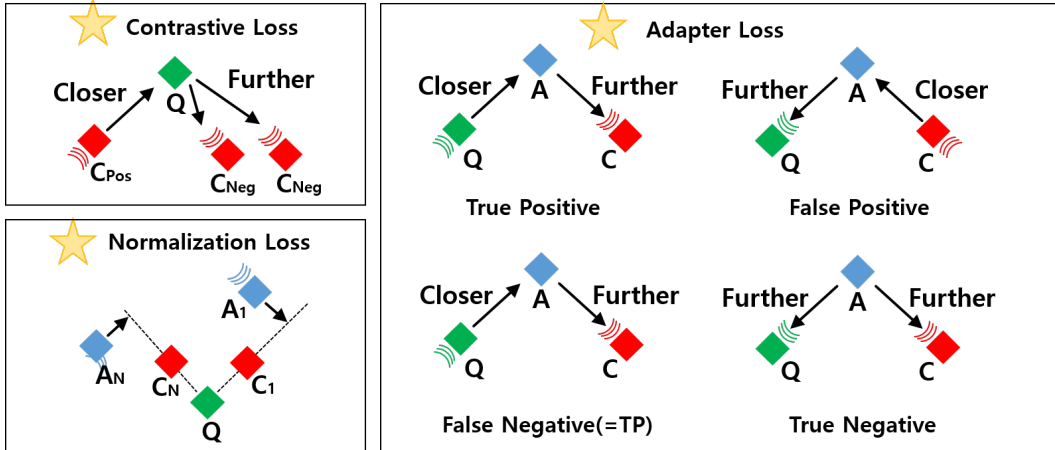 Contrastive Loss
Closer
Further
Q
CPos
CNeg
CNeg
Normalization Loss
A1
AN
CN
C1
Q
Adapter Loss
Closer
A
Further
Q
C
True Positive
Further
A
Closer
Q
C
False Positive
Closer
A
Further
Q
C
False Negative(=TP)
Further
A
Further
Q
C
True Negative